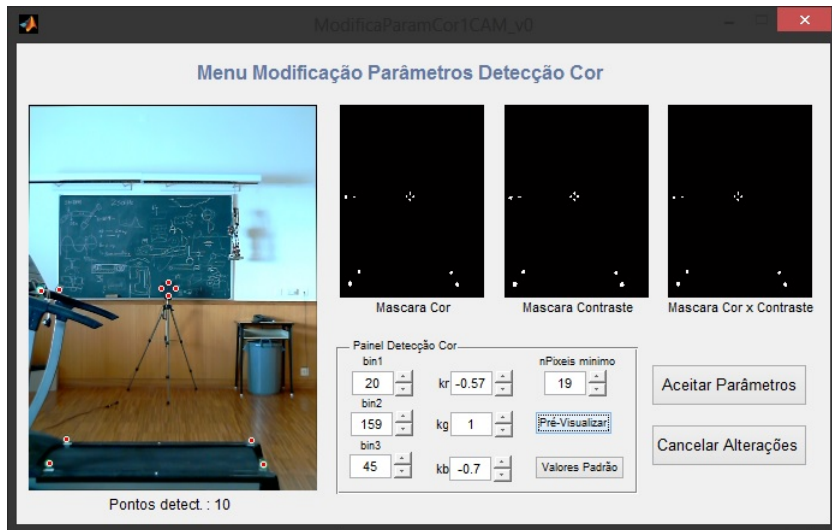 ModificaParamCor1CAM_v0
Menu Modificação Parâmetros Detecção Cor
Pontos detect. : 10
Mascara Cor
Mascara Contraste
Mascara Cor x Contraste
Painel Detecção Cor
bin1
20
kr -0.57
nPixeis minimo
19
bin2
159
kg 1
Pré-Visualizar
bin3
45
kb -0.7
Valores Padrão
Aceitar Parâmetros
Cancelar Alterações